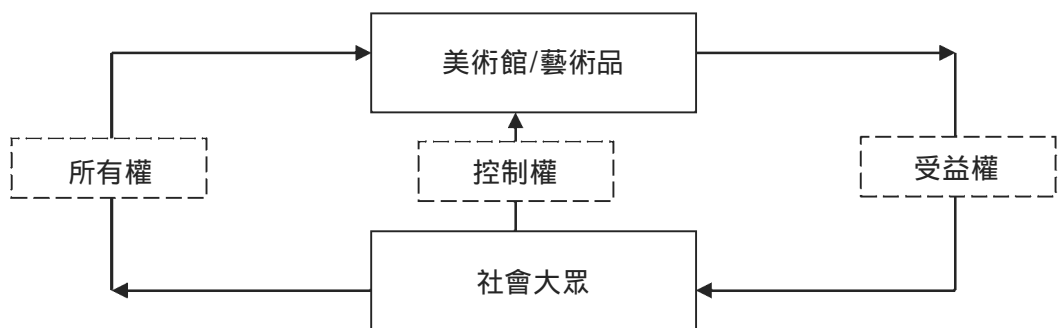 美術館/藝術品
所有權
控制權
受益權
社會大眾